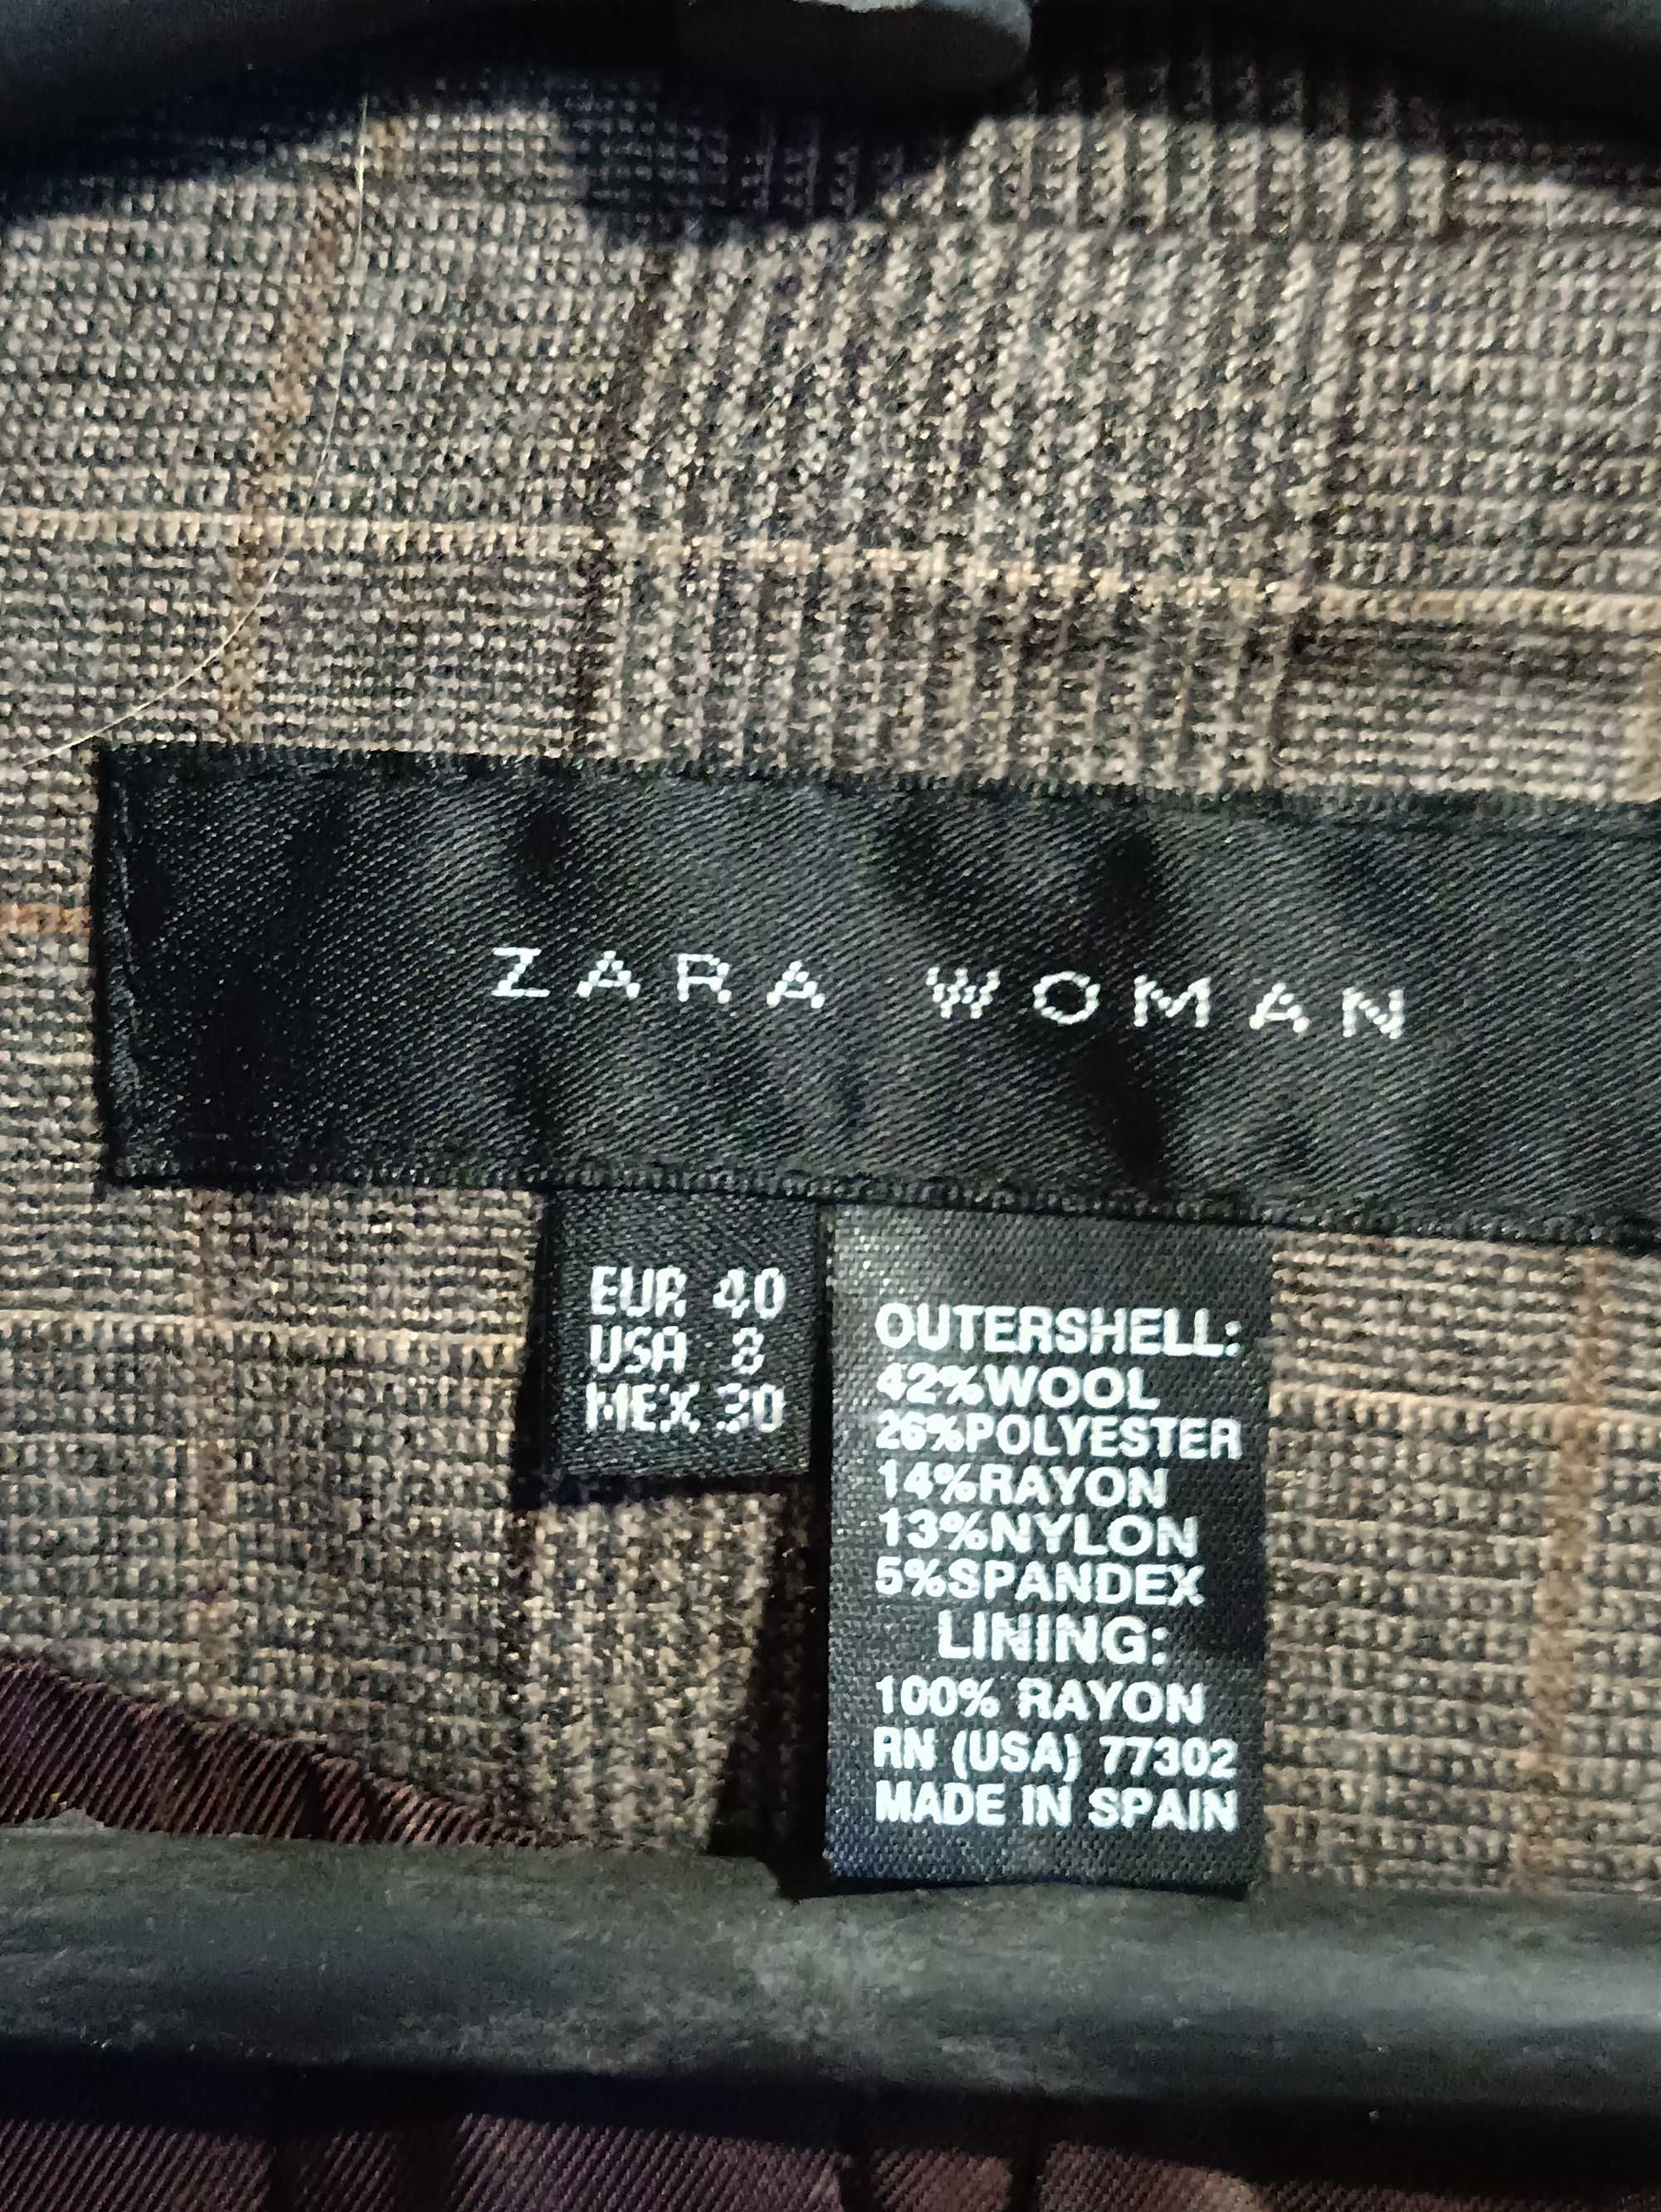 ZARA WOMAN
EUR 40
USA 8
MEX 30
OUTERSHELL:
42%WOOL
26%POLYESTER
14%RAYON
13%NYLON
5%SPANDEX
LINING:
100% RAYON
RN (USA) 77302
MADE IN SPAIN